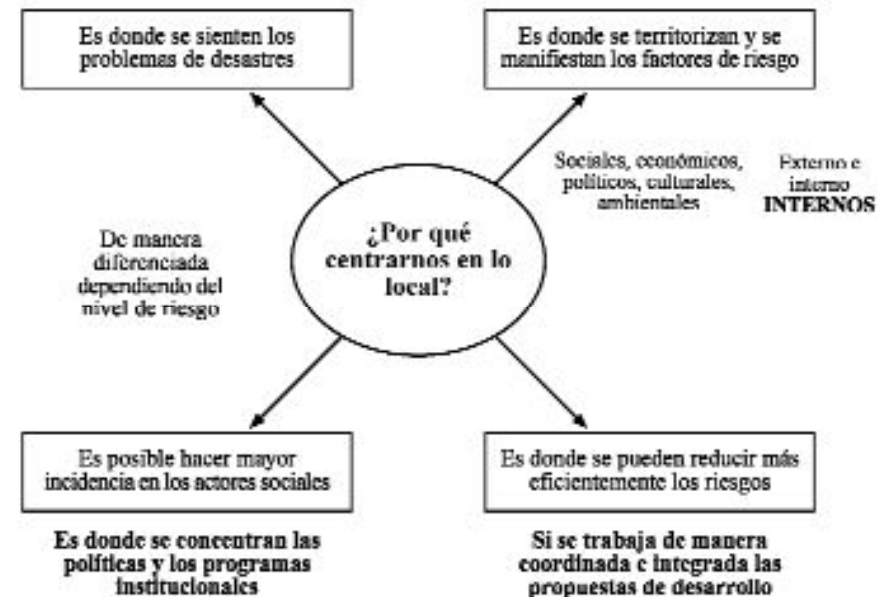 Es donde se sienten los
problemas de desastres
Es donde se territorizan y se
manifiestan los factores de riesgo
Sociales, económicos,
políticos, culturales,
ambientales
Externo e
interno
INTERNOS
¿Por qué
centrarnos en lo
local?
De manera
diferenciada
dependiendo del
nivel de riesgo
Es posible hacer mayor
incidencia en los actores sociales
Es donde se concentran las
políticas y los programas
institucionales
Es donde se pueden reducir más
eficientemente los riesgos
Si se trabaja de manera
coordinada e integrada las
propuestas de desarrollo